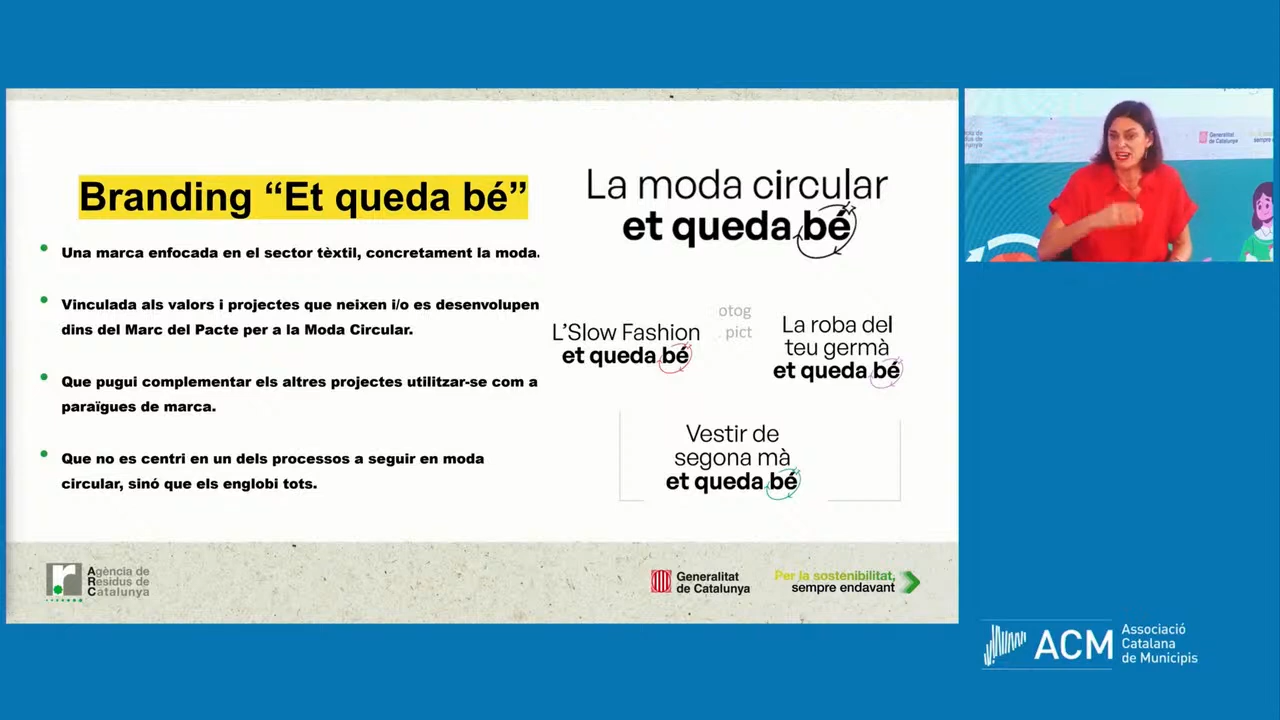 Branding “Et queda bé”
Una marca enfocada en el sector tèxtil, concretament la moda.
Vinculada als valors i projectes que neixen i/o es desenvolupen
dins del Marc del Pacte per a la Moda Circular.
Que pugui complementar els altres projectes utilitzar-se com a
paraïgues de marca.
Que no es centri en un dels processos a seguir en moda
circular, sinó que els englobi tots.
La moda circular
et queda bé
L’Slow Fashion
et queda bé
otog
pict
La roba del
teu germà
et queda bé
Vestir de
segona mà
et queda bé
Agència de
Residus de
Catalunya
Generalitat
de Catalunya
Per la sostenibilitat,
sempre endavant
Generalitat
de Catalunya
ACM
Associació
Catalana
de Municipis